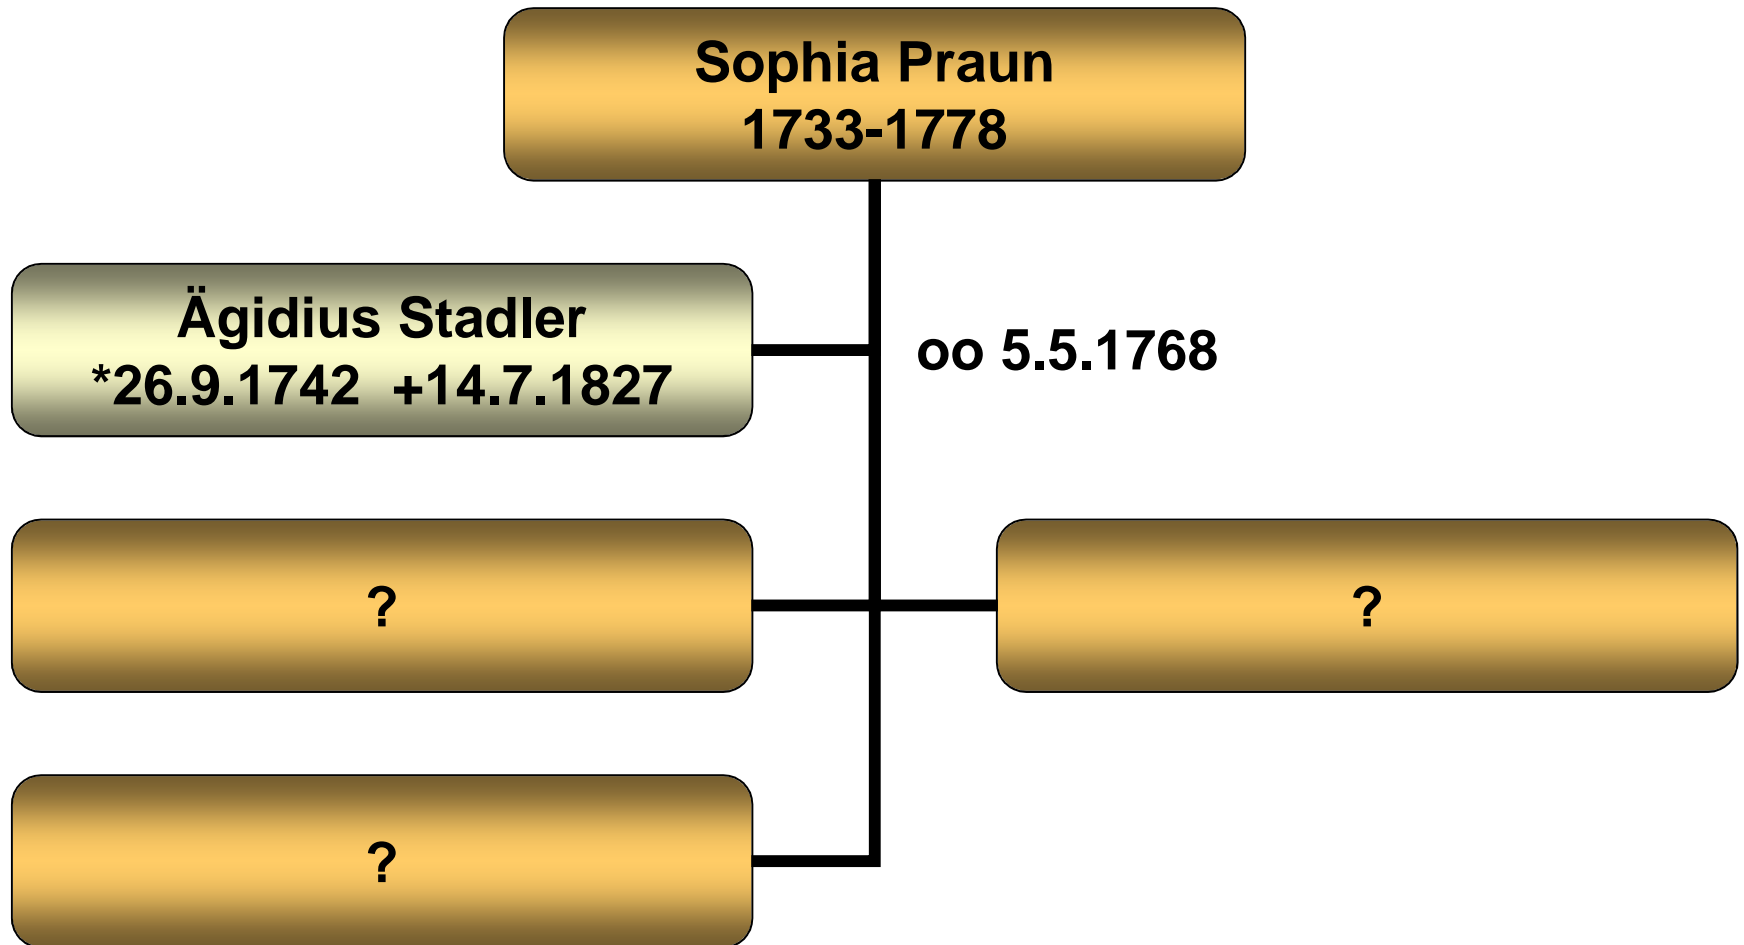 Sophia Praun
1733-1778
Ägidius Stadler
*26.9.1742 +14.7.1827
oo 5.5.1768
?
?
?